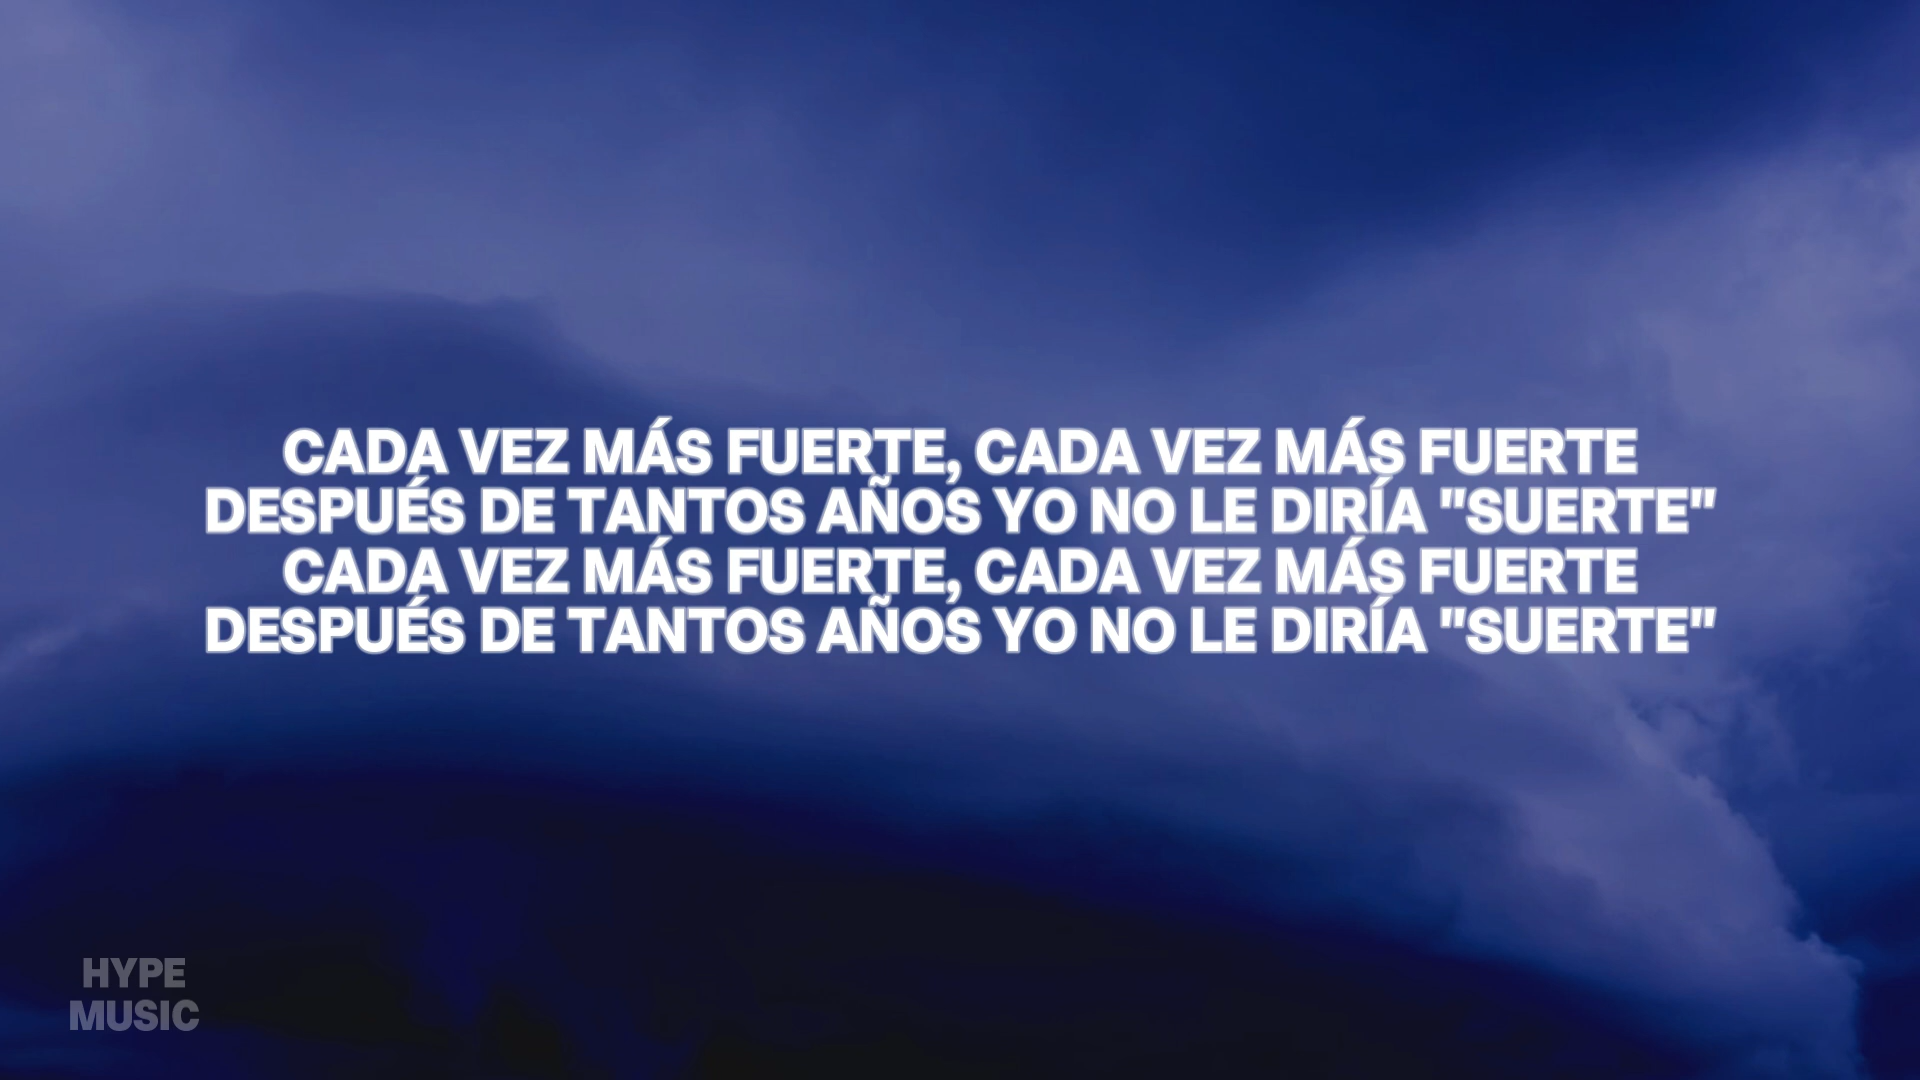 CADA VEZ MÁS FUERTE, CADA VEZ MÁS FUERTE
DESPUÉS DE TANTOS AÑOS YO NO LE DIRÍA "SUERTE"
CADA VEZ MÁS FUERTE, CADA VEZ MÁS FUERTE
DESPUÉS DE TANTOS AÑOS YO NO LE DIRÍA "SUERTE"
HYPE
MUSIC